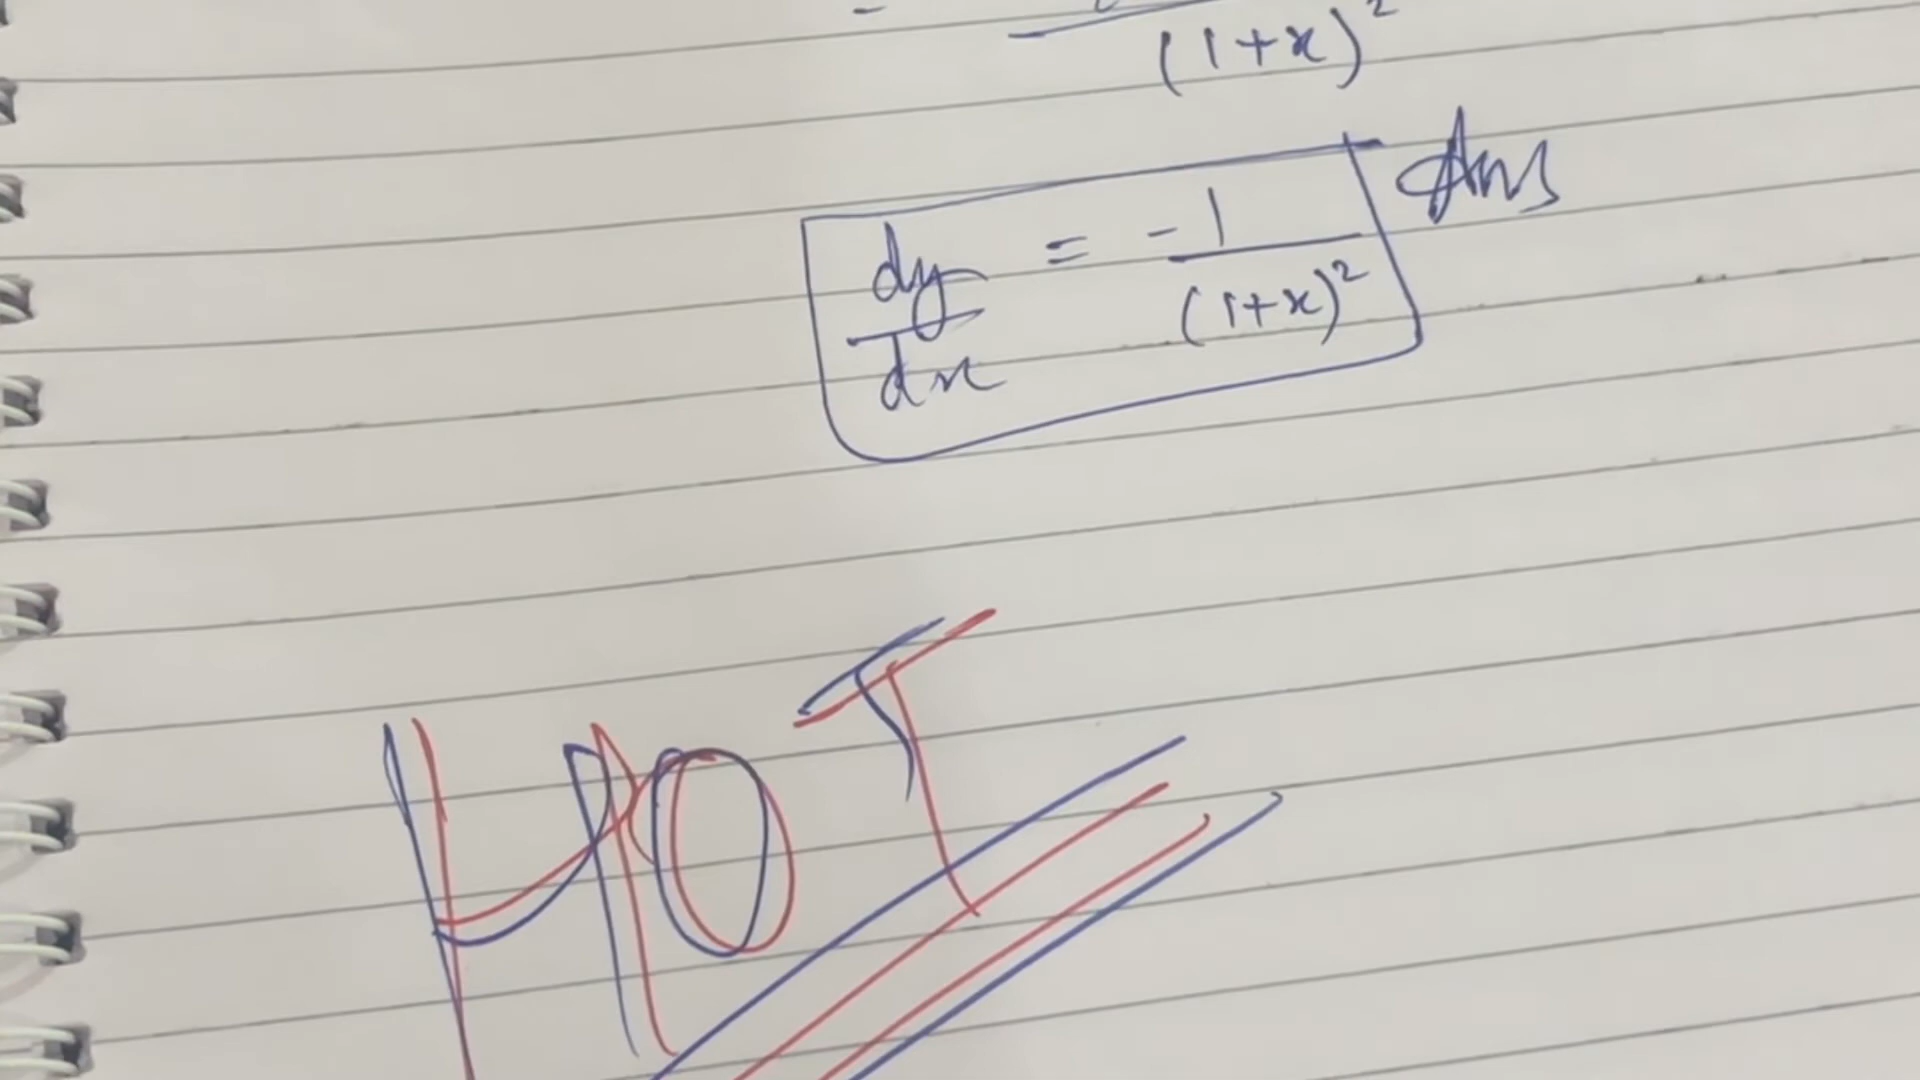 (1+x)²
dy/dx = -1/(1+x)² Ans
HOT